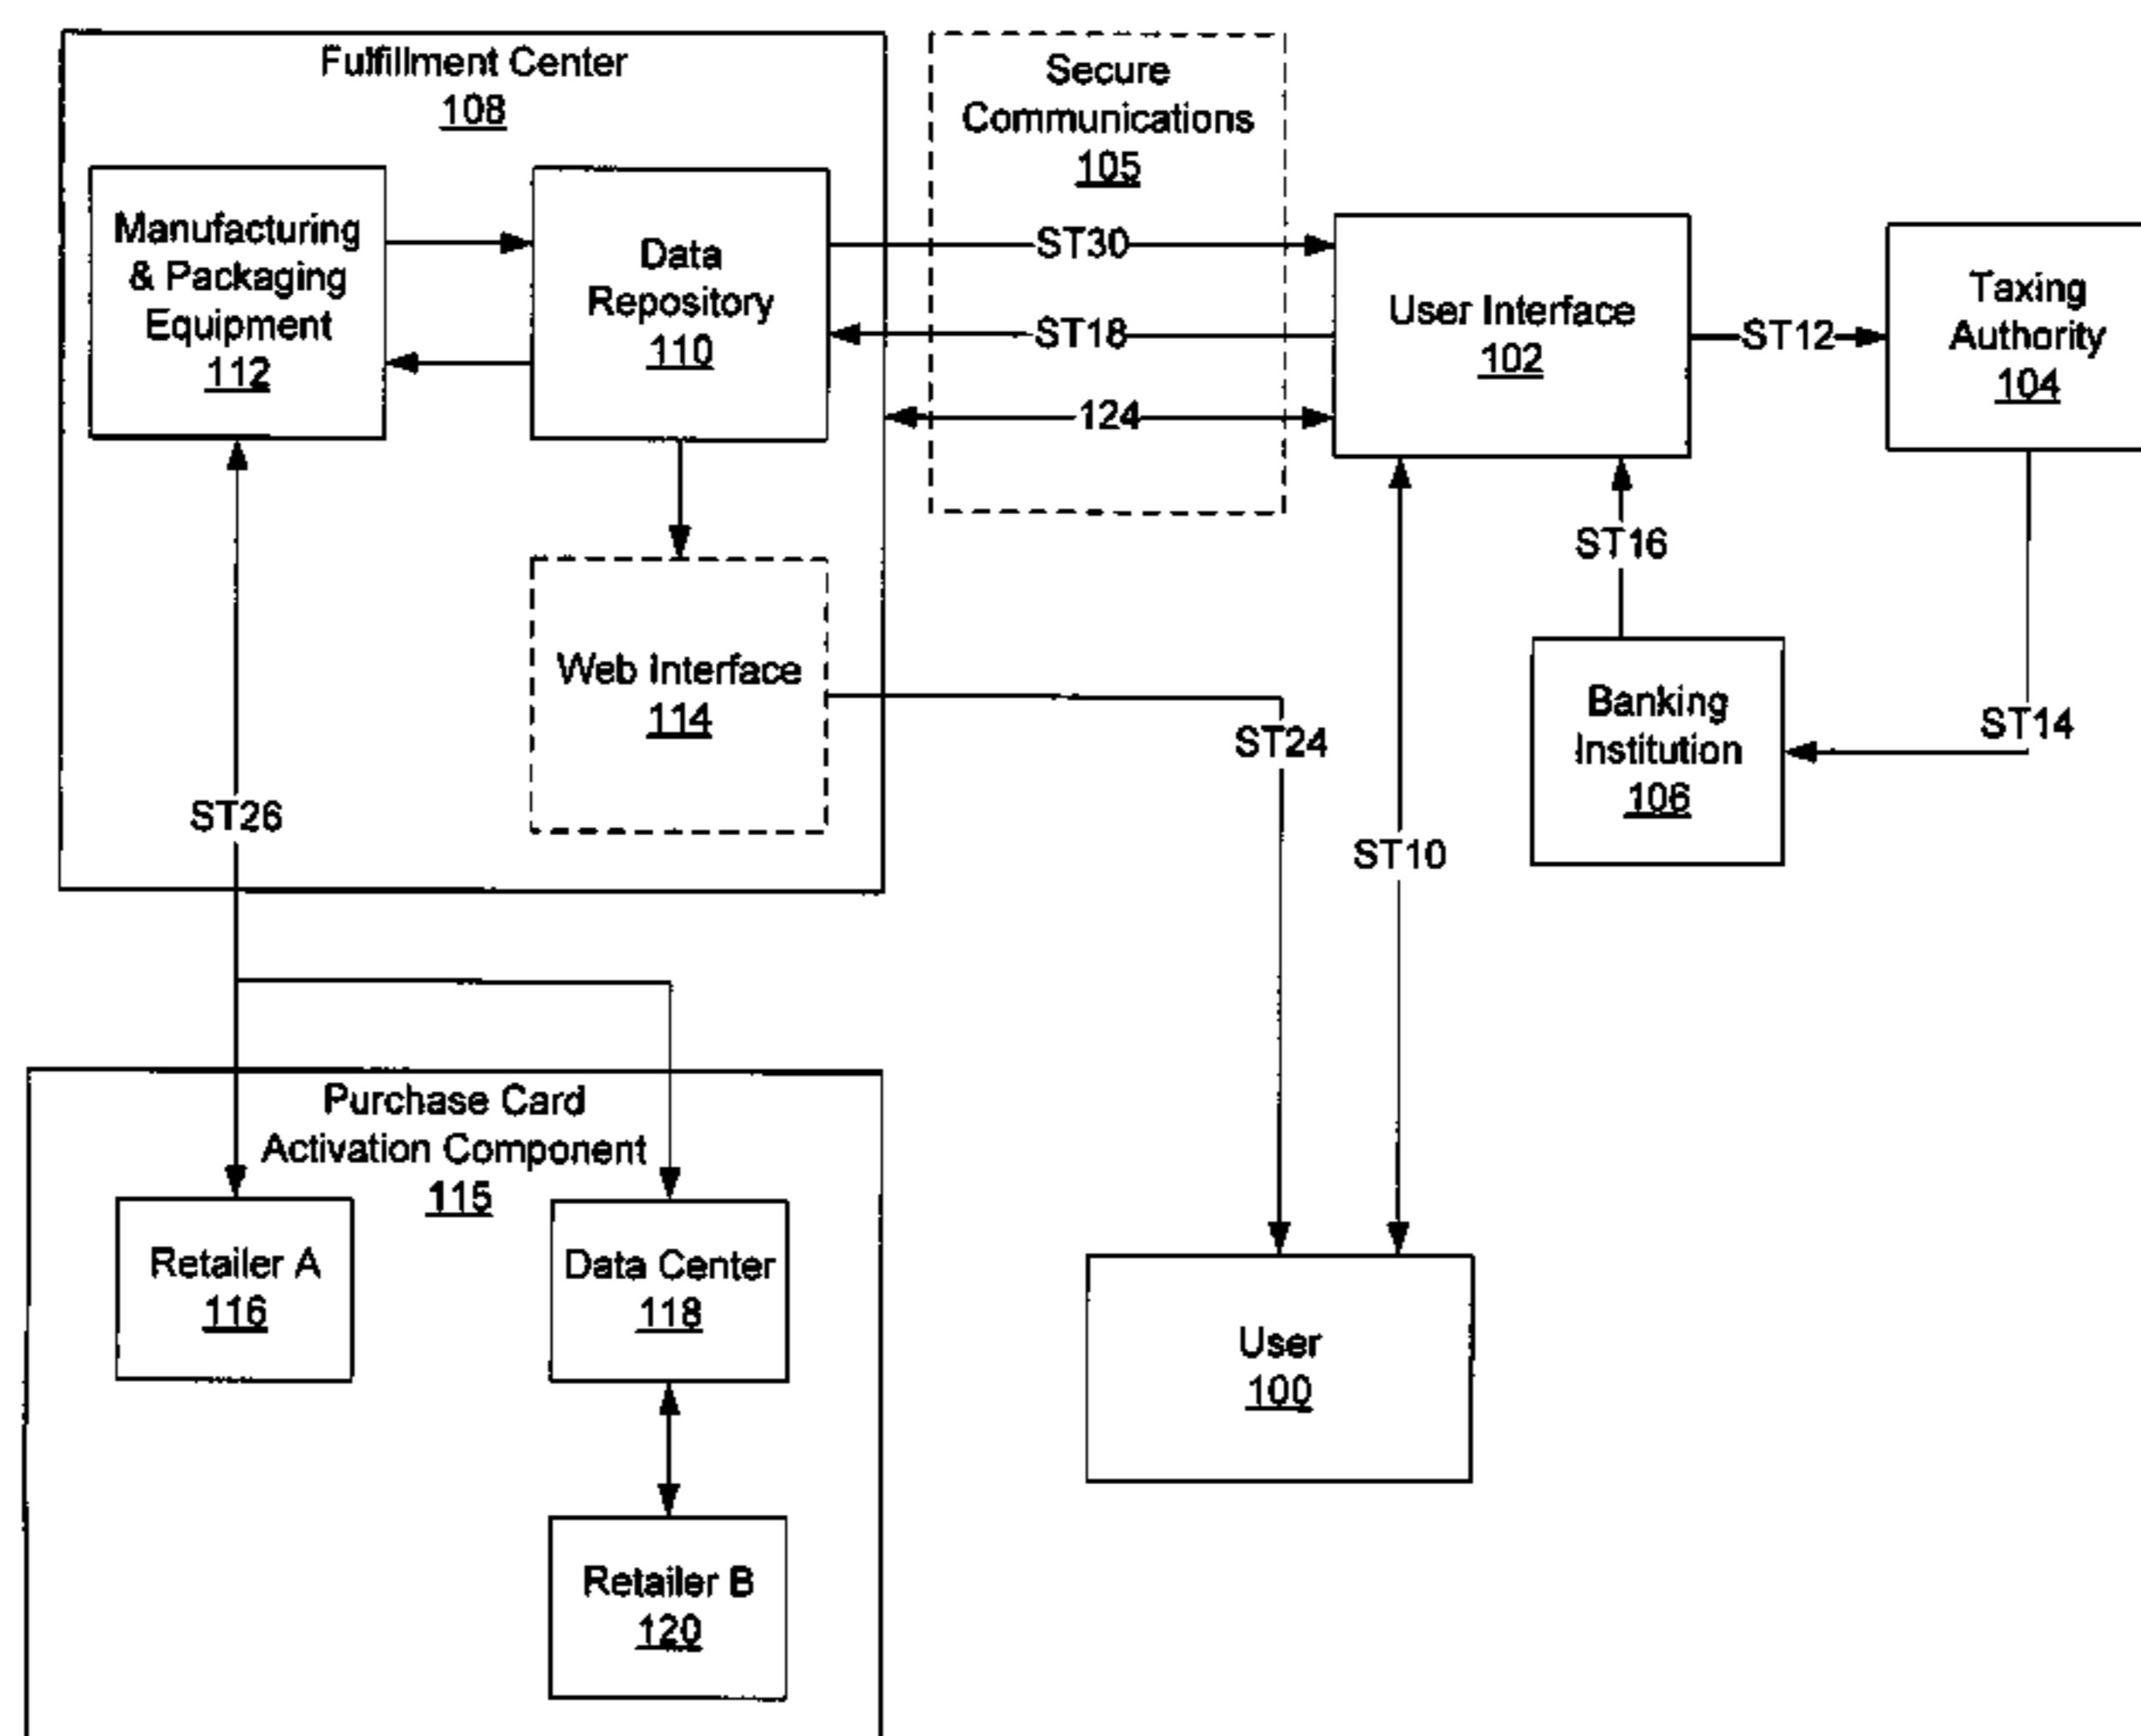 Fulfillment Center
108
Manufacturing
& Packaging
Equipment
112
Data
Repository
110
Web Interface
114
Secure
Communications
105
ST30
ST18
124
User Interface
102
ST12
Taxing
Authority
104
ST16
ST14
Banking
Institution
106
ST24
ST10
ST26
Purchase Card
Activation Component
115
Retailer A
116
Data Center
118
Retailer B
120
User
100